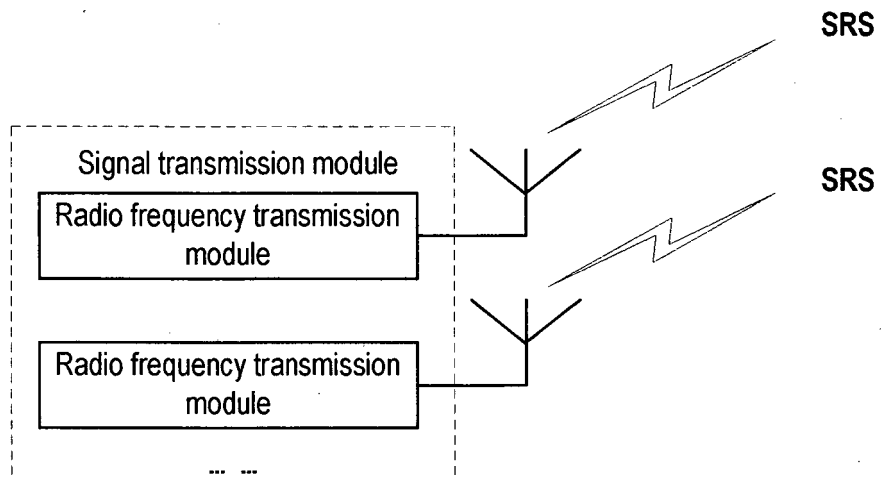 SRS
Signal transmission module
SRS
Radio frequency transmission
module
Radio frequency transmission
module
... ...